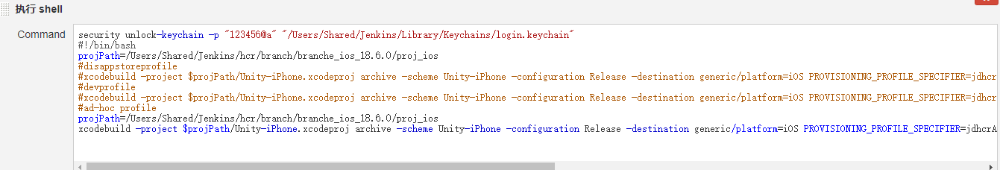 执行 shell
Command
security unlock-keychain -p "123456@a" "/Users/Shared/Jenkins/Library/Keychains/login.keychain"
#!/bin/bash
projPath=/Users/Shared/Jenkins/hcr/branch/branche_ios_18.6.0/proj_ios
#disappstoreprofile
#xcodebuild -project $projPath/Unity-iPhone.xcodeproj archive -scheme Unity-iPhone -configuration Release -destination generic/platform=iOS PROVISIONING_PROFILE_SPECIFIER=jdhcr
#devprofile
#xcodebuild -project $projPath/Unity-iPhone.xcodeproj archive -scheme Unity-iPhone -configuration Release -destination generic/platform=iOS PROVISIONING_PROFILE_SPECIFIER=jdhcr
#ad-hoc profile
projPath=/Users/Shared/Jenkins/hcr/branch/branche_ios_18.6.0/proj_ios
xcodebuild -project $projPath/Unity-iPhone.xcodeproj archive -scheme Unity-iPhone -configuration Release -destination generic/platform=iOS PROVISIONING_PROFILE_SPECIFIER=jdhcrA